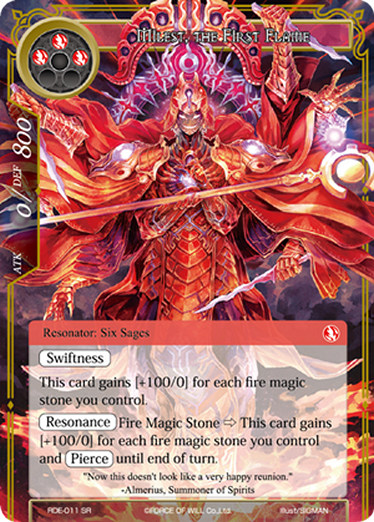 Milest, the First Flame
ATK 0 / DEF 800
Resonator: Six Sages
Swiftness
This card gains [+100/0] for each fire magic
stone you control.
Resonance Fire Magic Stone ⇨ This card gains
[+100/0] for each fire magic stone you control
and Pierce until end of turn.
"Now this doesn't look like a very happy reunion."
-Almerius, Summoner of Spirits
RDE-011 SR
©FORCE OF WILL Co.,Ltd.
Illust/SIGMAN